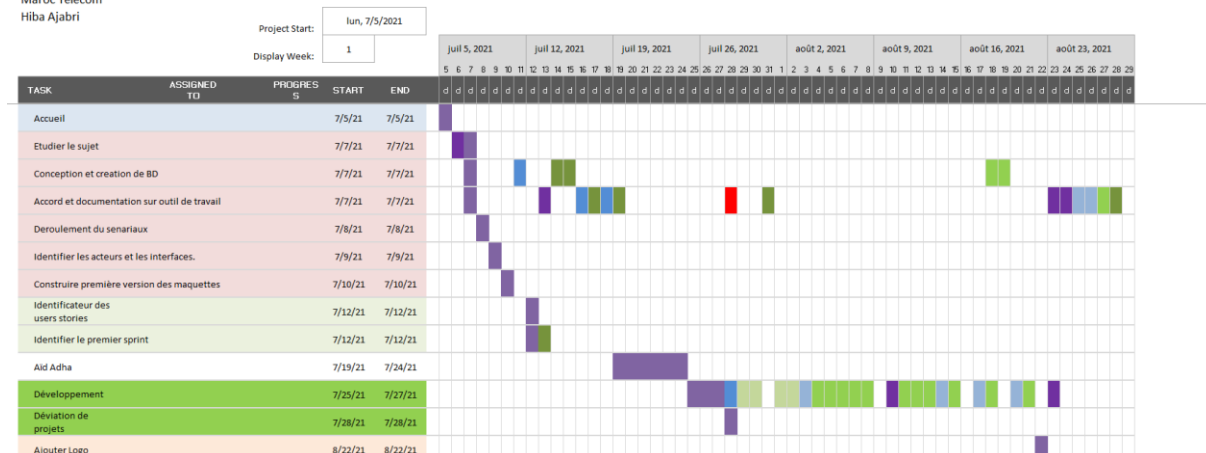 Maroc Telecom
Hiba Ajabri
Project Start: lun, 7/5/2021
Display Week: 1
juil 5, 2021 juil 12, 2021 juil 19, 2021 juil 26, 2021 août 2, 2021 août 9, 2021 août 16, 2021 août 23, 2021
5 6 7 8 9 10 11 12 13 14 15 16 17 18 19 20 21 22 23 24 25 26 27 28 29 30 31 1 2 3 4 5 6 7 8 9 10 11 12 13 14 15 16 17 18 19 20 21 22 23 24 25 26 27 28 29
TASK ASSIGNED TO PROGRES S START END d d d d d d d d d d d d d d d d d d d d d d d d d d d d d d d d d d d d d d d d d d d d d d d d d d d d d d d d
Accueil 7/5/21 7/5/21
Etudier le sujet 7/7/21 7/7/21
Conception et creation de BD 7/7/21 7/7/21
Accord et documentation sur outil de travail 7/7/21 7/7/21
Deroulement du senariaux 7/8/21 7/8/21
Identifier les acteurs et les interfaces. 7/9/21 7/9/21
Construire première version des maquettes 7/10/21 7/10/21
Identificateur des
users stories 7/12/21 7/12/21
Identifier le premier sprint 7/12/21 7/12/21
Aid Adha 7/19/21 7/24/21
Développement 7/25/21 7/27/21
Déviation de
projets 7/28/21 7/28/21
Ajouter Logo 8/22/21 8/22/21